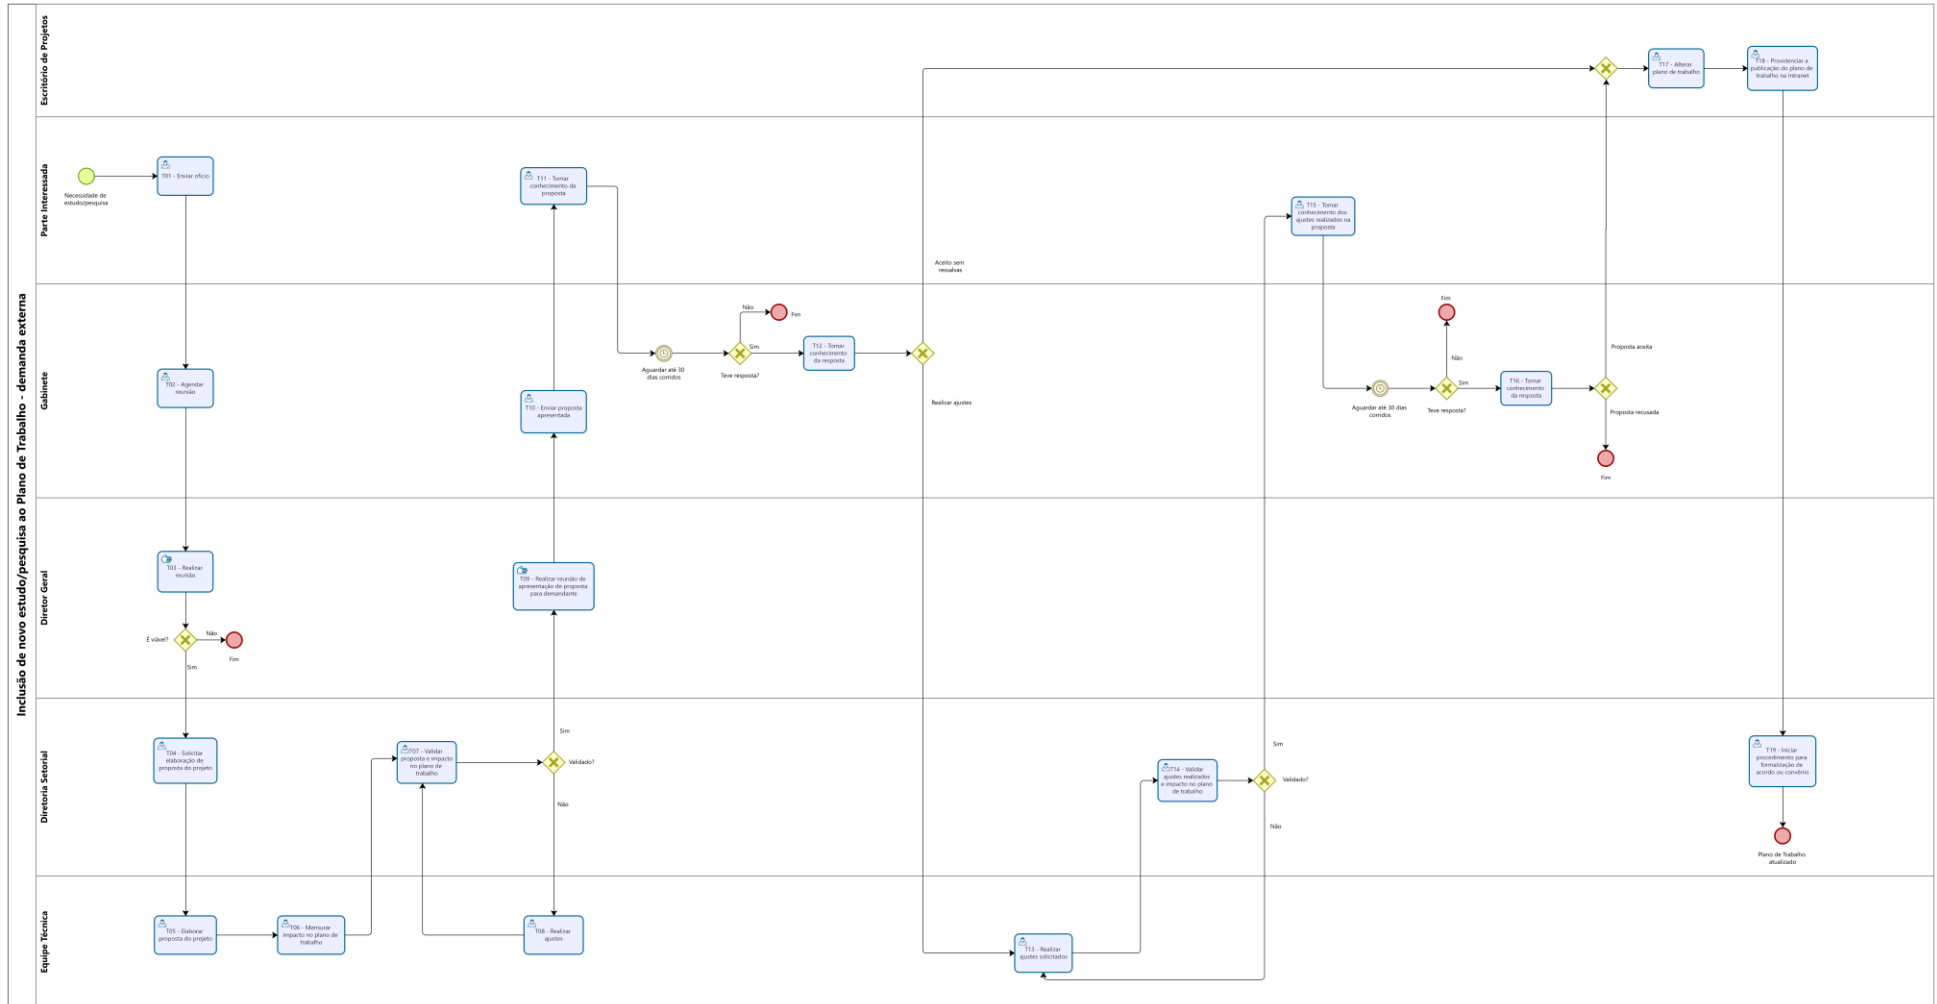 Inclusão de novo estudo/pesquisa ao Plano de Trabalho - demanda externa
Escritório de Projetos
T17 - Alterar
plano de trabalho
T18 - Providenciar a
publicação do plano de
trabalho na Intranet
Parte Interessada
Necessidade de
estudo/pesquisa
T01 - Enviar ofício
T11 - Tomar
conhecimento da
proposta
T15 - Tomar
conhecimento dos
ajustes realizados na
proposta
Aceito sem
ressalvas
Gabinete
T02 - Agendar
reunião
T10 - Enviar proposta
apresentada
Aguardar até 30
dias corridos
Teve resposta?
Não
Fim
Sim
T12 - Tomar
conhecimento
da resposta
Realizar ajustes
Aguardar até 30 dias
corridos
Teve resposta?
Não
Fim
Sim
T16 - Tomar
conhecimento
da resposta
Proposta aceita
Proposta recusada
Fim
Diretor Geral
T03 - Realizar
reunião
É viável?
Não
Fim
Sim
T09 - Realizar reunião de
apresentação de proposta
para demandante
Diretoria Setorial
T04 - Solicitar
elaboração de
proposta do projeto
T07 - Validar
proposta e impacto
no plano de
trabalho
Sim
Validado?
Não
T14 - Validar
ajustes realizados
e impacto no plano
de trabalho
Sim
Validado?
Não
T19 - Iniciar
procedimento para
formalização de
acordo ou convênio
Plano de Trabalho
atualizado
Equipe Técnica
T05 - Elaborar
proposta do projeto
T06 - Mensurar
impacto no plano de
trabalho
T08 - Realizar
ajustes
T13 - Realizar
ajustes solicitados